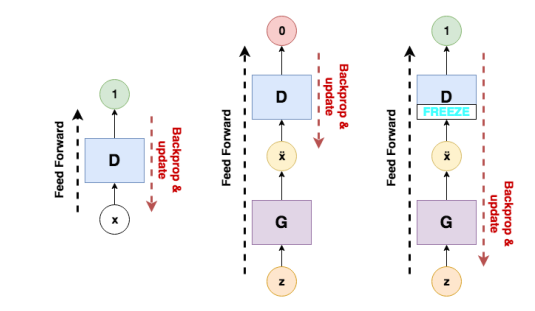 1
D
x
Feed Forward
Backprop &
update
0
D
ẍ
G
z
Feed Forward
Backprop &
update
1
D
FREEZE
ẍ
G
z
Feed Forward
Backprop &
update